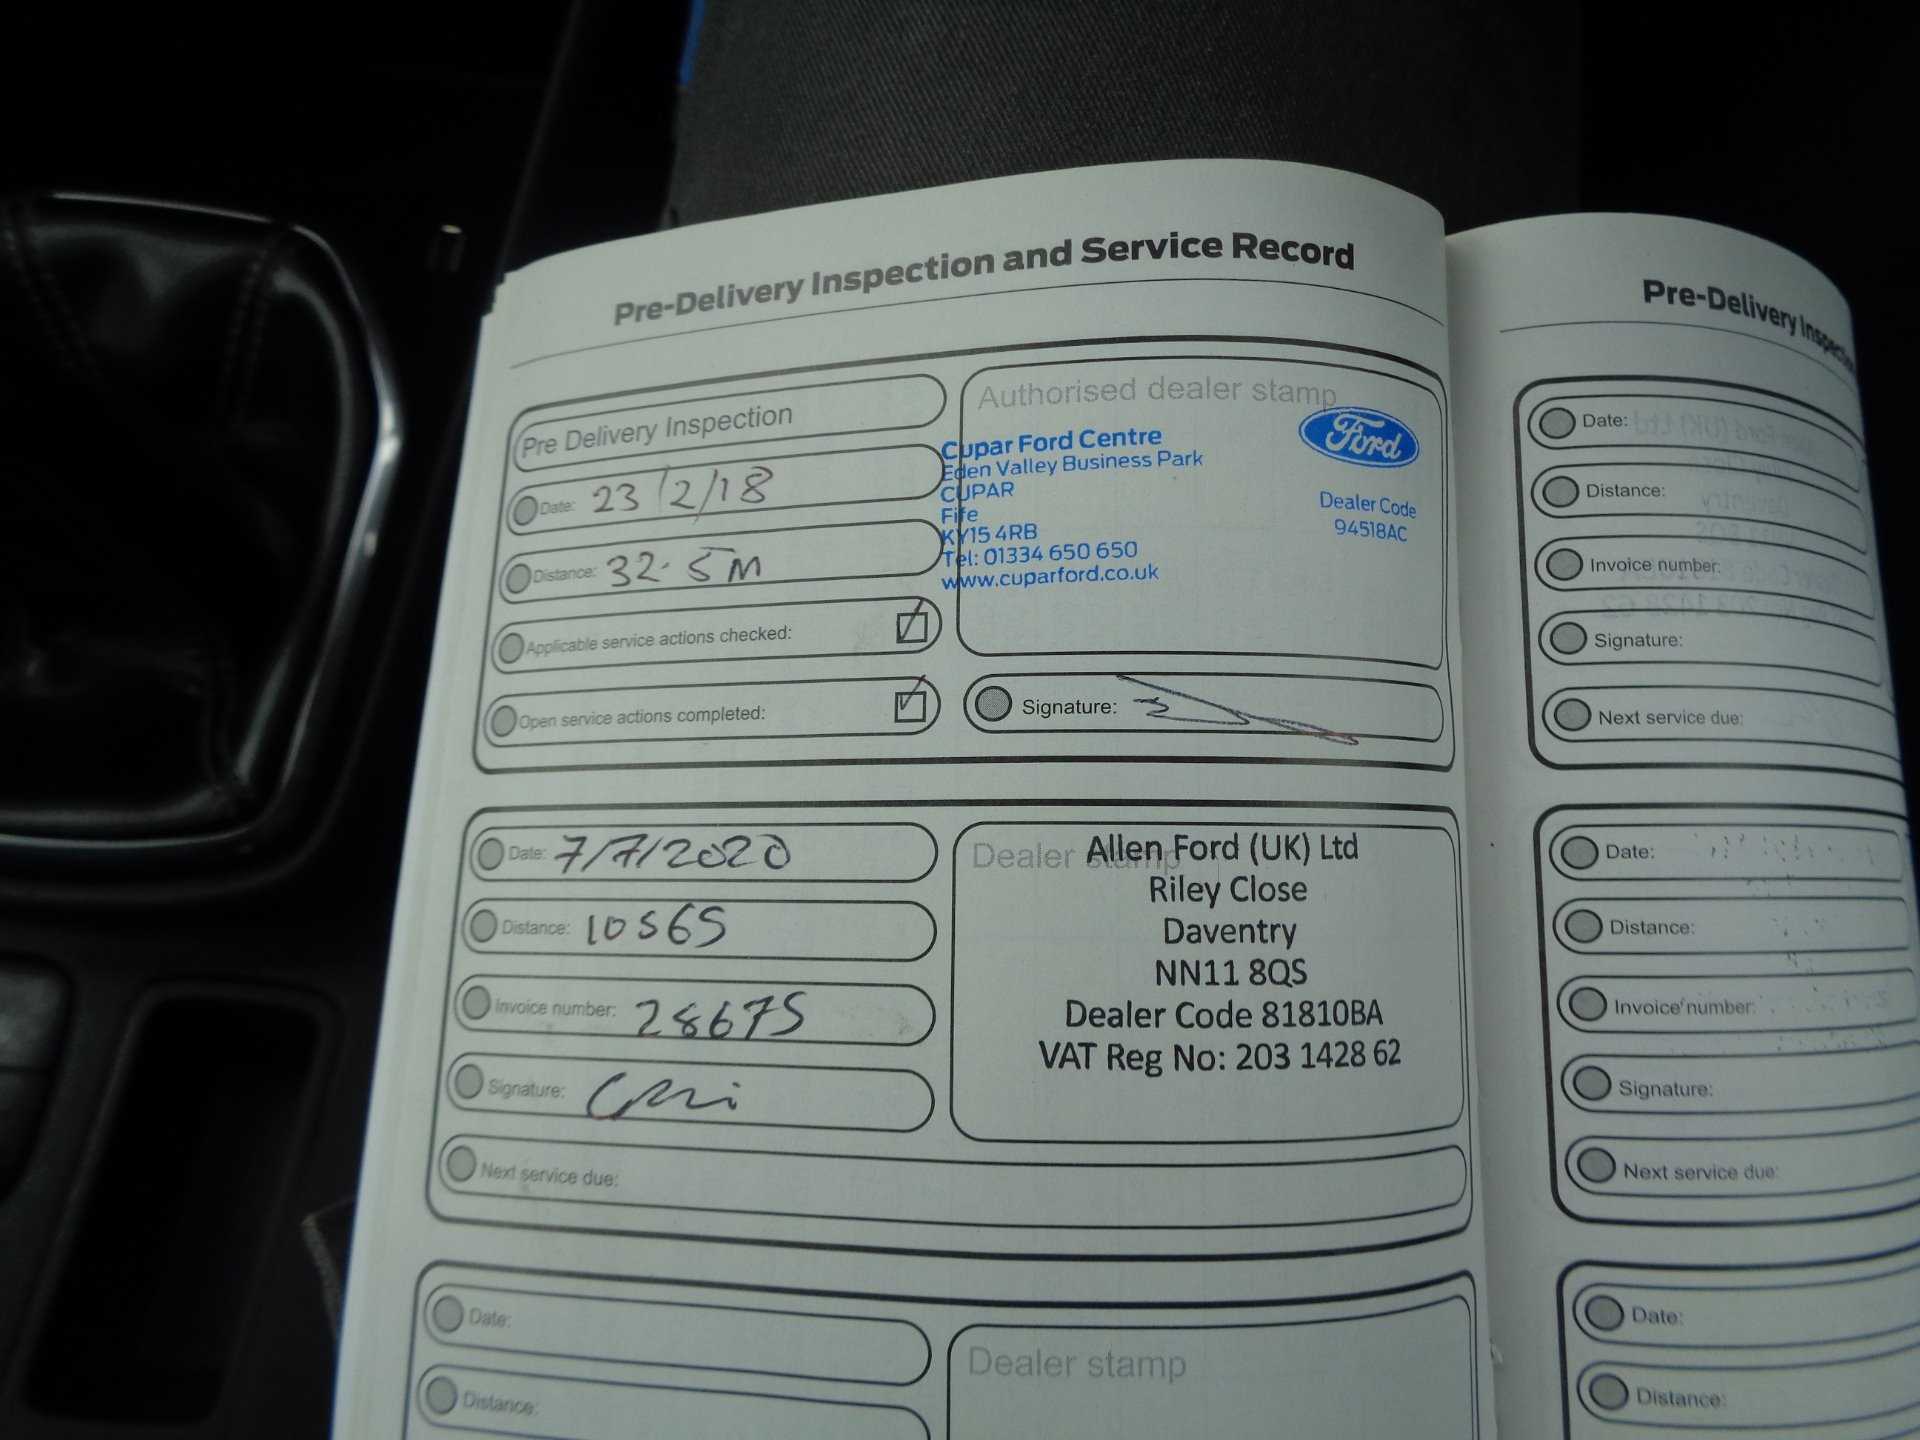 Pre-Delivery Inspection and Service Record
Pre Delivery Inspection
Date: 23/2/18
Distance: 32.5M
Applicable service actions checked:
Open service actions completed:
Authorised dealer stamp
Cupar Ford Centre
Eden Valley Business Park
CUPAR
Fife
KY15 4RB
Tel: 01334 650 650
www.cuparford.co.uk
Ford
Dealer Code
94518AC
Signature:
Date: 7/7/2020
Distance: 10565
Invoice number: 28675
Signature:
Next service due:
Dealer stamp
Allen Ford (UK) Ltd
Riley Close
Daventry
NN11 8QS
Dealer Code 81810BA
VAT Reg No: 203 1428 62
Date:
Distance:
Dealer stamp
Pre-Delivery Inspection
Date:
Distance:
Invoice number:
Signature:
Next service due:
Date:
Distance:
Invoice number:
Signature:
Next service due:
Date:
Distance: